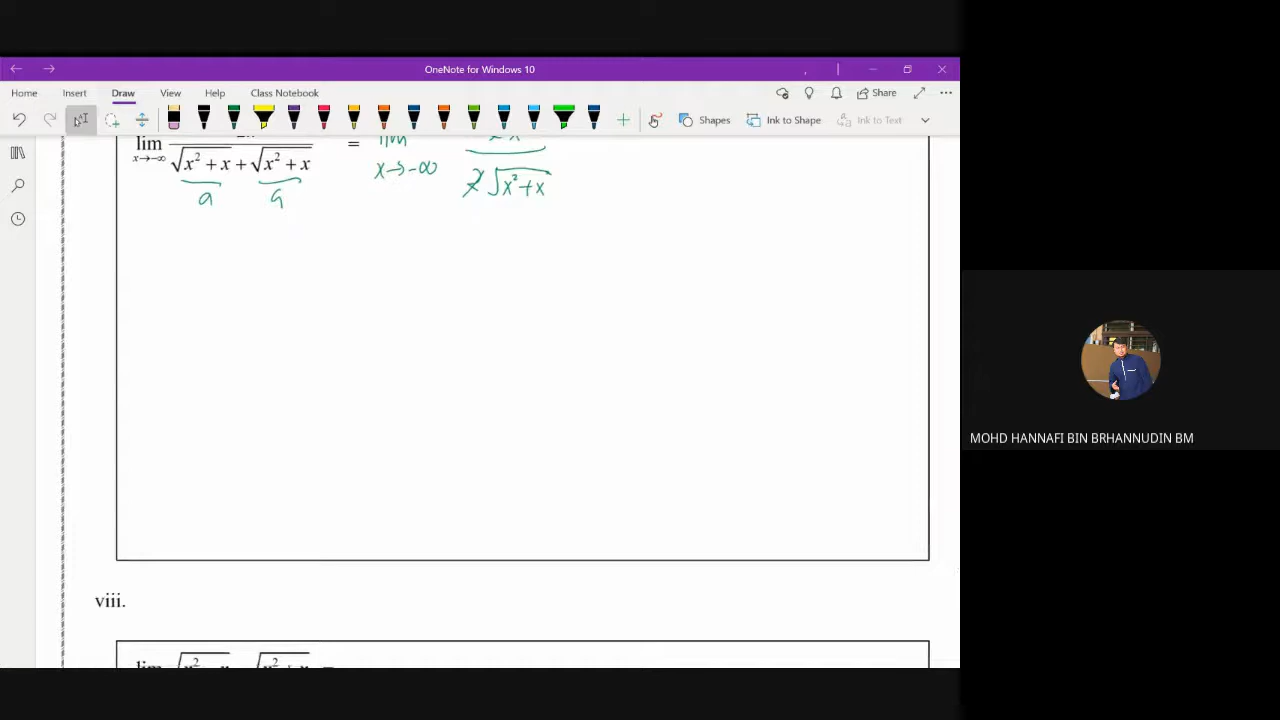 OneNote for Windows 10
Home Insert Draw View Help Class Notebook Share
Shapes Ink to Shape Ink to Text
lim x→-∞ √x² + x + √x² + x = lim x→-∞ 2√x²+x
a a
MOHD HANNAFI BIN BRHANNUDIN BM
viii.